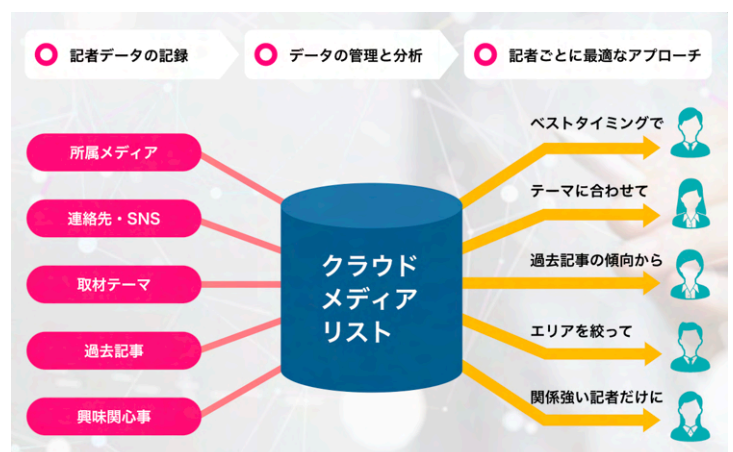 記者データの記録
データの管理と分析
記者ごとに最適なアプローチ
所属メディア
連絡先・SNS
取材テーマ
過去記事
興味関心事
クラウド
メディア
リスト
ベストタイミングで
テーマに合わせて
過去記事の傾向から
エリアを絞って
関係強い記者だけに